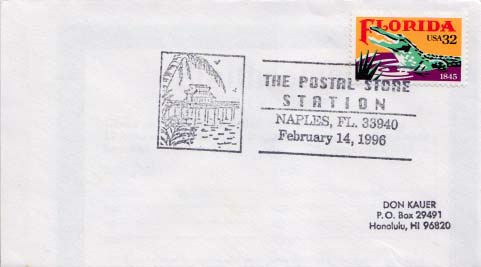 FLORIDA
USA32
1845
THE POSTAL STORE
STATION
NAPLES, FL. 33940
February 14, 1996
DON KAUER
P.O. Box 29491
Honolulu, HI 96820